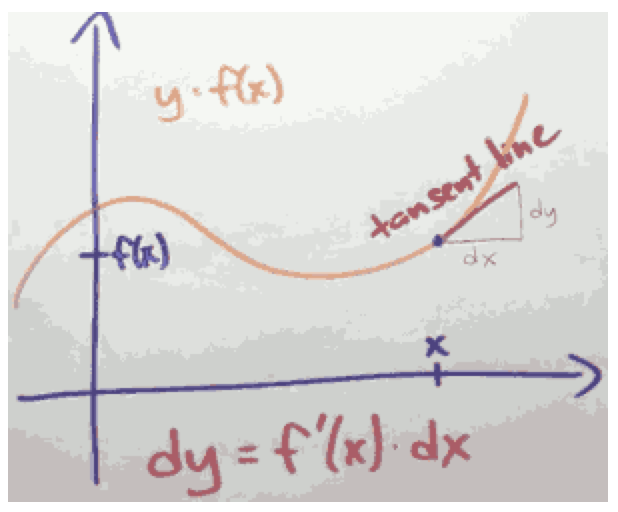 y = f(x)
tangent line
f(x)
dy
dx
x
dy = f'(x) · dx